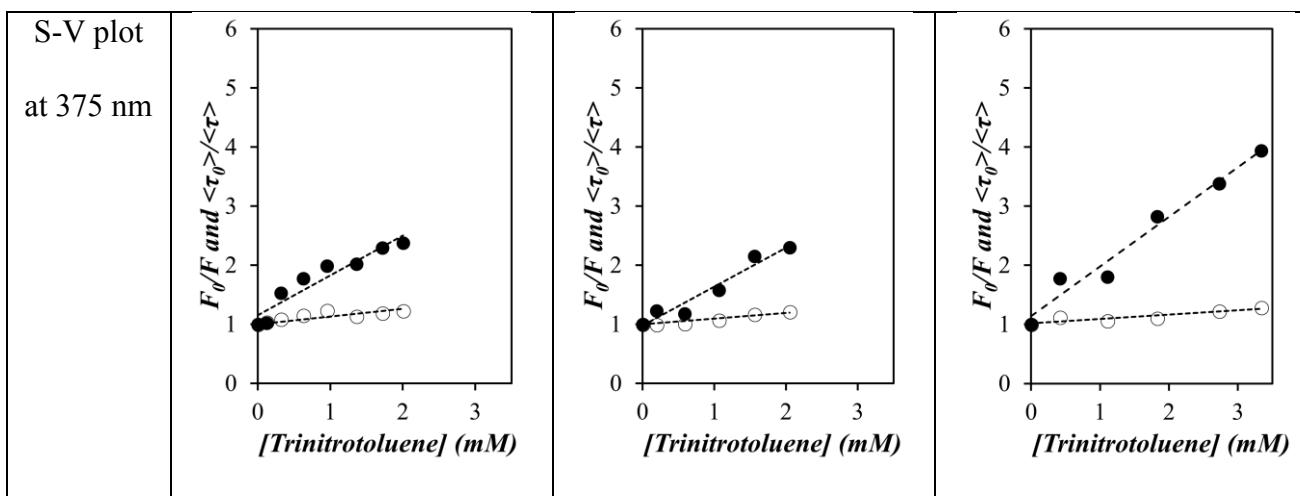 S-V plot
at 375 nm
F₀/F and <τ₀>/<τ>
6
5
4
3
2
1
0
0 1 2 3
[Trinitrotoluene] (mM)
F₀/F and <τ₀>/<τ>
6
5
4
3
2
1
0
0 1 2 3
[Trinitrotoluene] (mM)
F₀/F and <τ₀>/<τ>
6
5
4
3
2
1
0
0 1 2 3
[Trinitrotoluene] (mM)